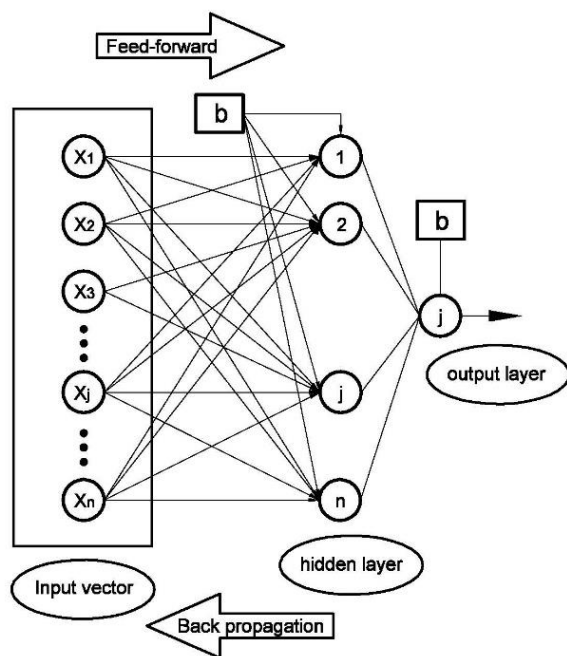 Feed-forward
b
X1
1
X2
2
b
X3
j
output layer
Xj
j
Xn
n
hidden layer
Input vector
Back propagation